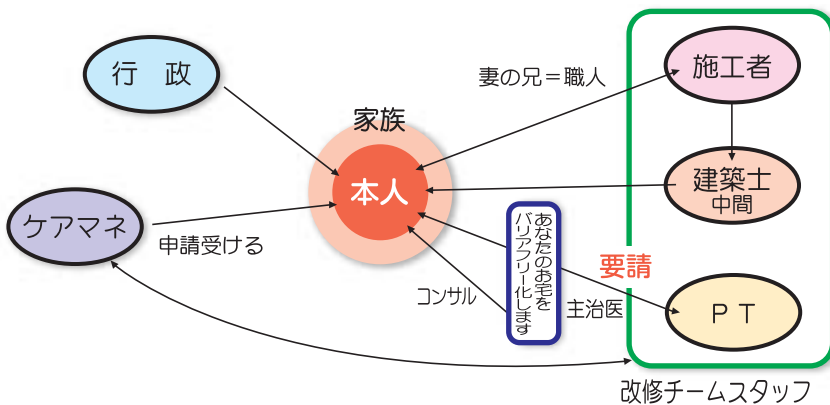 行 政
施工者
妻の兄＝職人
家族
本人
建築士
中間
ケアマネ
申請受ける
あなたのお宅を
バリアフリー化します
要請
コンサル
主治医
ＰＴ
改修チームスタッフ